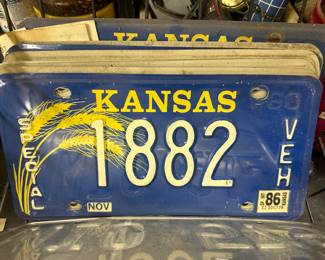 KANSAS
KANSAS
SPECIAL
1882
VEH
NOV
86